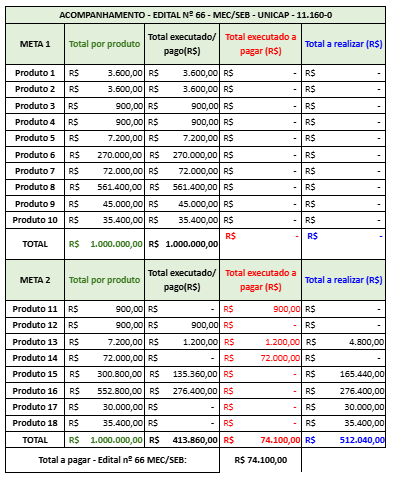 ACOMPANHAMENTO - EDITAL Nº 66 - MEC/SEB - UNICAP - 11.160-0
META 1 Total por produto Total executado/ pago(R$) Total executado a pagar (R$) Total a realizar (R$)
Produto 1 R$ 3.600,00 R$ 3.600,00 R$ - R$ -
Produto 2 R$ 3.600,00 R$ 3.600,00 R$ - R$ -
Produto 3 R$ 900,00 R$ 900,00 R$ - R$ -
Produto 4 R$ 900,00 R$ 900,00 R$ - R$ -
Produto 5 R$ 7.200,00 R$ 7.200,00 R$ - R$ -
Produto 6 R$ 270.000,00 R$ 270.000,00 R$ - R$ -
Produto 7 R$ 72.000,00 R$ 72.000,00 R$ - R$ -
Produto 8 R$ 561.400,00 R$ 561.400,00 R$ - R$ -
Produto 9 R$ 45.000,00 R$ 45.000,00 R$ - R$ -
Produto 10 R$ 35.400,00 R$ 35.400,00 R$ - R$ -
TOTAL R$ 1.000.000,00 R$ 1.000.000,00 R$ - R$ -
META 2 Total por produto Total executado/ pago(R$) Total executado a pagar (R$) Total a realizar (R$)
Produto 11 R$ 900,00 R$ - R$ 900,00 R$ -
Produto 12 R$ 900,00 R$ 900,00 R$ - R$ -
Produto 13 R$ 7.200,00 R$ 1.200,00 R$ 1.200,00 R$ 4.800,00
Produto 14 R$ 72.000,00 R$ - R$ 72.000,00 R$ -
Produto 15 R$ 300.800,00 R$ 135.360,00 R$ - R$ 165.440,00
Produto 16 R$ 552.800,00 R$ 276.400,00 R$ - R$ 276.400,00
Produto 17 R$ 30.000,00 R$ - R$ - R$ 30.000,00
Produto 18 R$ 35.400,00 R$ - R$ - R$ 35.400,00
TOTAL R$ 1.000.000,00 R$ 413.860,00 R$ 74.100,00 R$ 512.040,00
Total a pagar - Edital nº 66 MEC/SEB: R$ 74.100,00